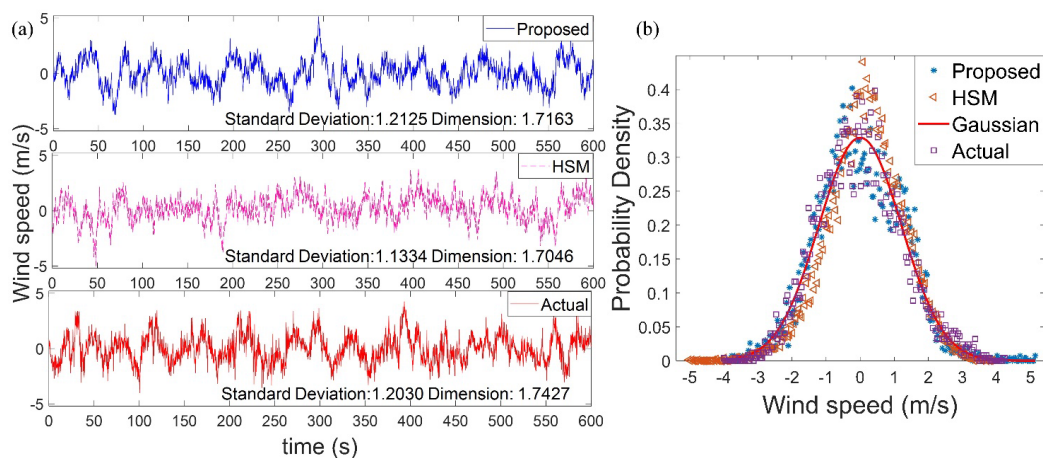 (a)
Wind speed (m/s)
5
0
-5
Proposed
Standard Deviation:1.2125 Dimension: 1.7163
0 50 100 150 200 250 300 350 400 450 500 550 600
5
0
-5
HSM
Standard Deviation:1.1334 Dimension: 1.7046
0 50 100 150 200 250 300 350 400 450 500 550 600
5
0
-5
Actual
Standard Deviation:1.2030 Dimension: 1.7427
0 50 100 150 200 250 300 350 400 450 500 550 600
time (s)
(b)
Probability Density
0.4
0.35
0.3
0.25
0.2
0.15
0.1
0.05
0
Proposed
HSM
Gaussian
Actual
-5 -4 -3 -2 -1 0 1 2 3 4 5
Wind speed (m/s)